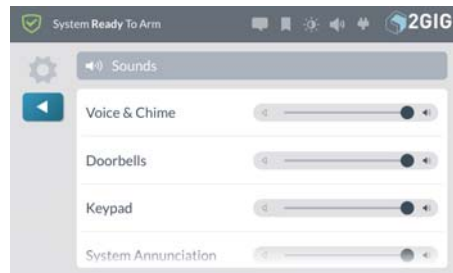 System Ready To Arm
2GIG
Sounds
Voice & Chime
Doorbells
Keypad
System Annunciation